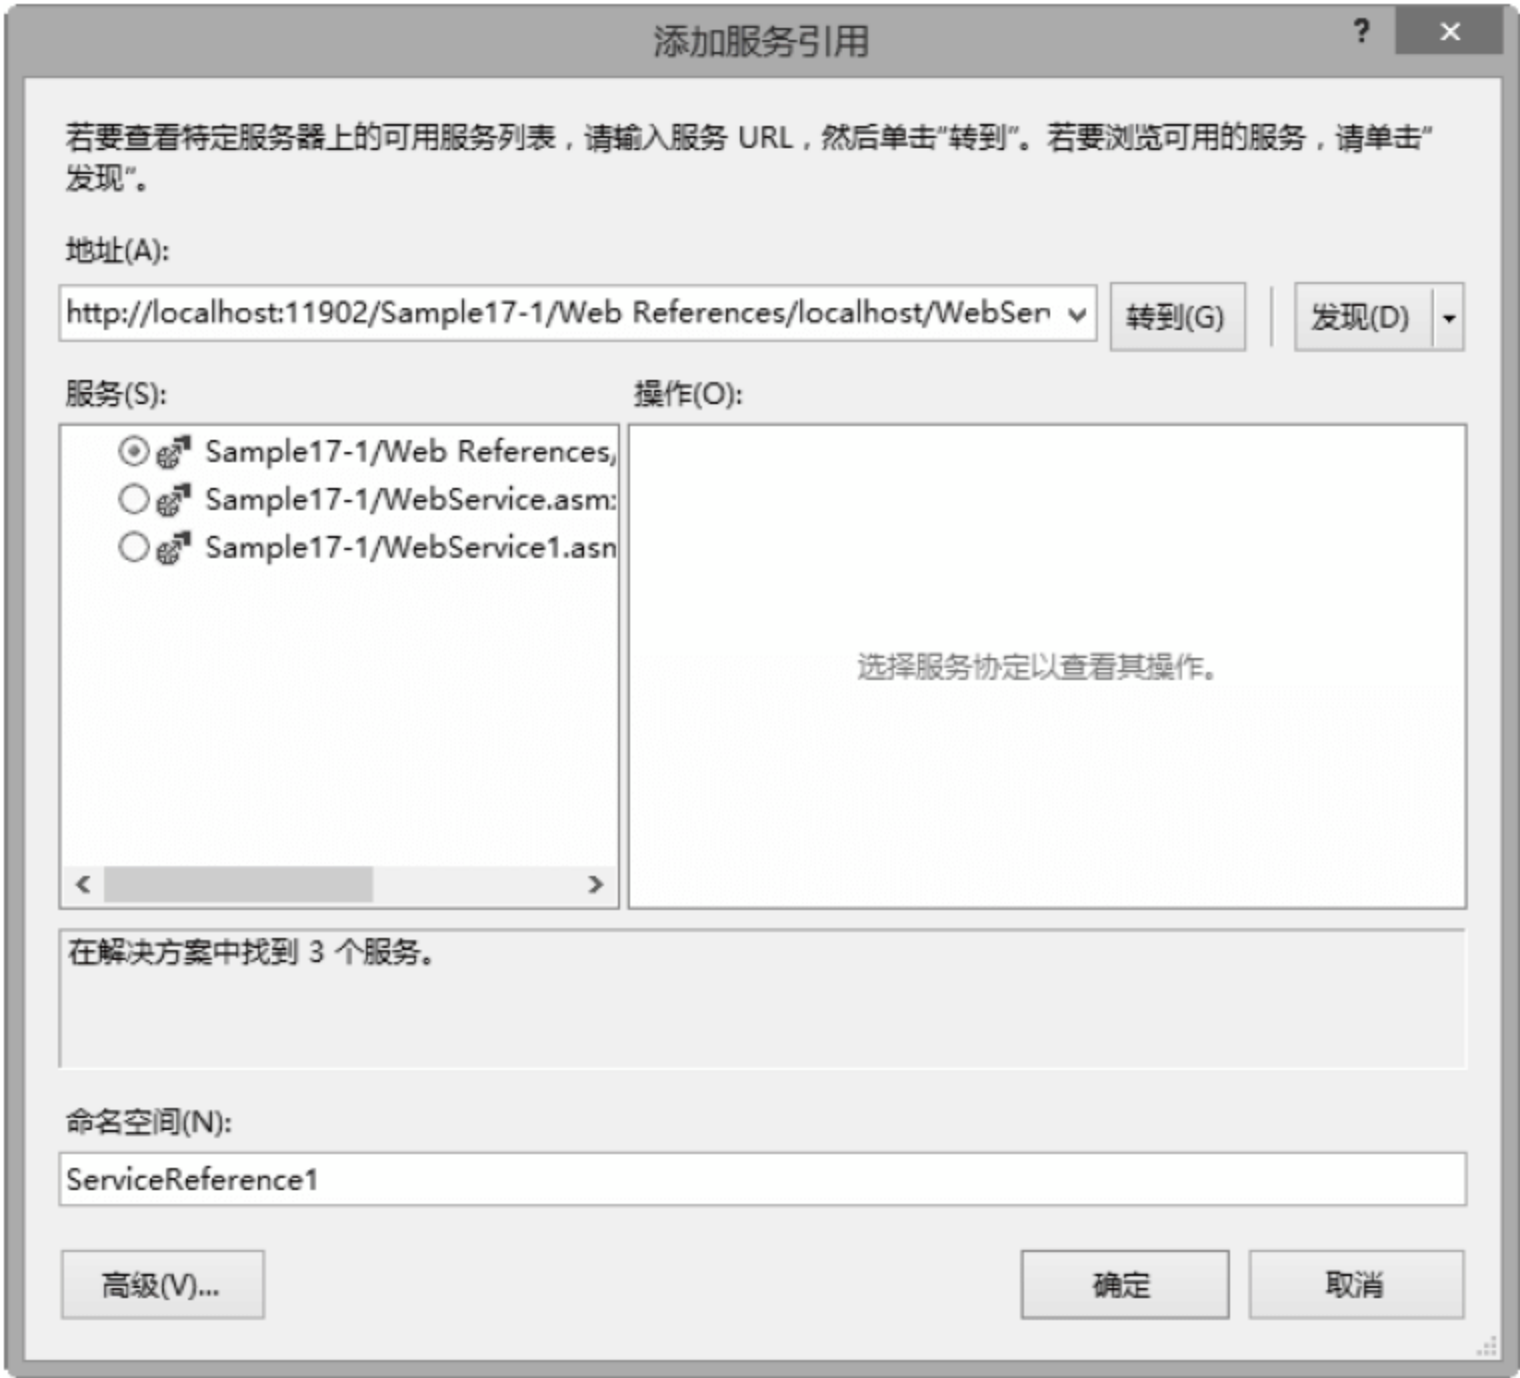 添加服务引用
?
若要查看特定服务器上的可用服务列表，请输入服务 URL，然后单击“转到”。若要浏览可用的服务，请单击“
发现”。
地址(A):
http://localhost:11902/Sample17-1/Web References/localhost/WebSer
转到(G)
发现(D)
服务(S):
操作(O):
Sample17-1/Web References/
Sample17-1/WebService.asm
Sample17-1/WebService1.asn
选择服务协定以查看其操作。
在解决方案中找到 3 个服务。
命名空间(N):
ServiceReference1
高级(V)...
确定
取消